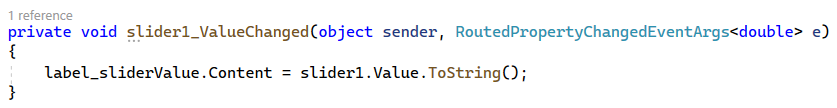 1 reference
private void slider1_ValueChanged(object sender, RoutedPropertyChangedEventArgs<double> e)
{
    label_sliderValue.Content = slider1.Value.ToString();
}